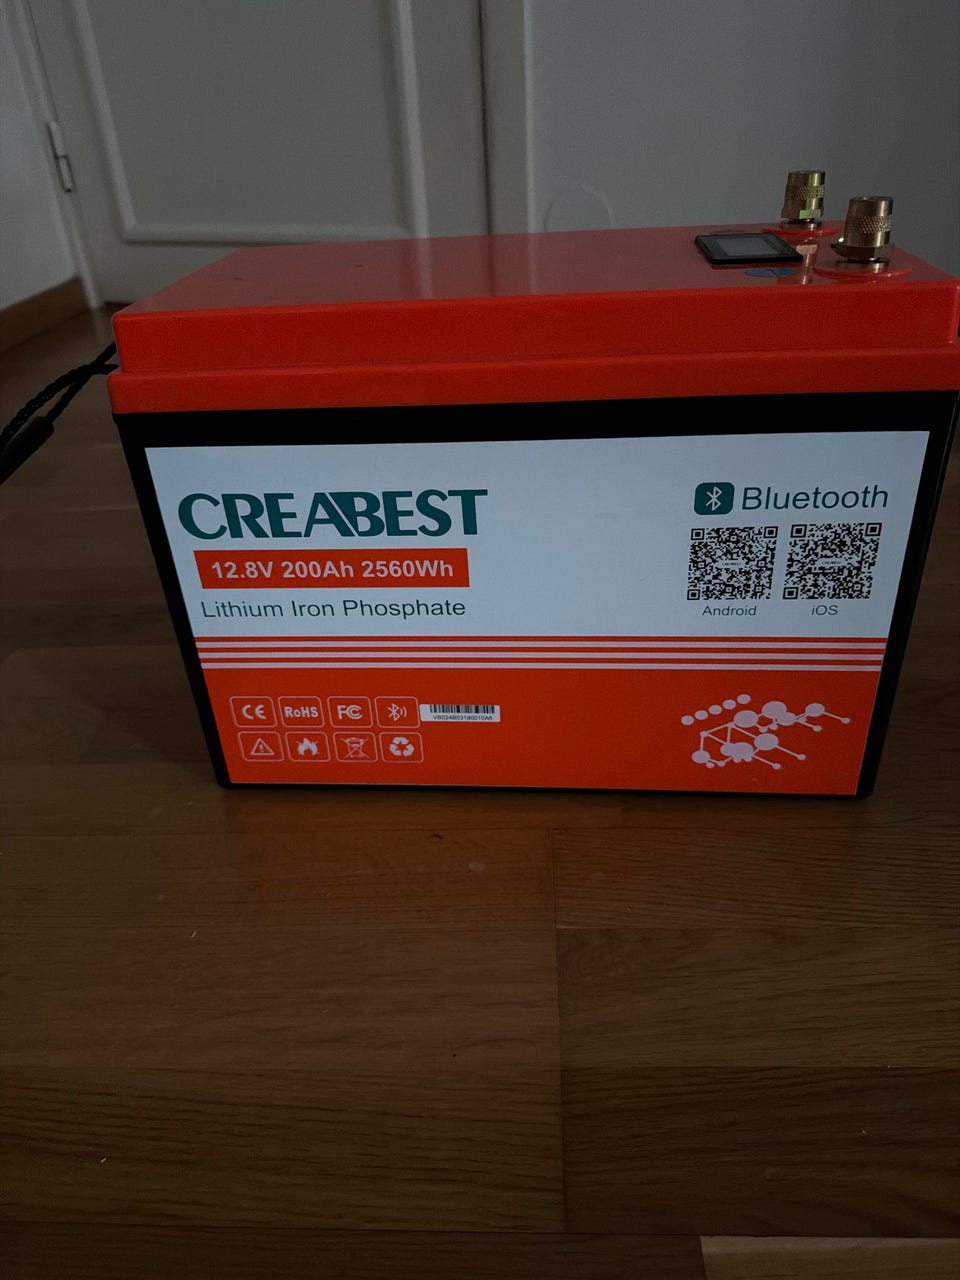 CREABEST
12.8V 200Ah 2560Wh
Lithium Iron Phosphate
Bluetooth
Android
iOS
CE
RoHS
FC